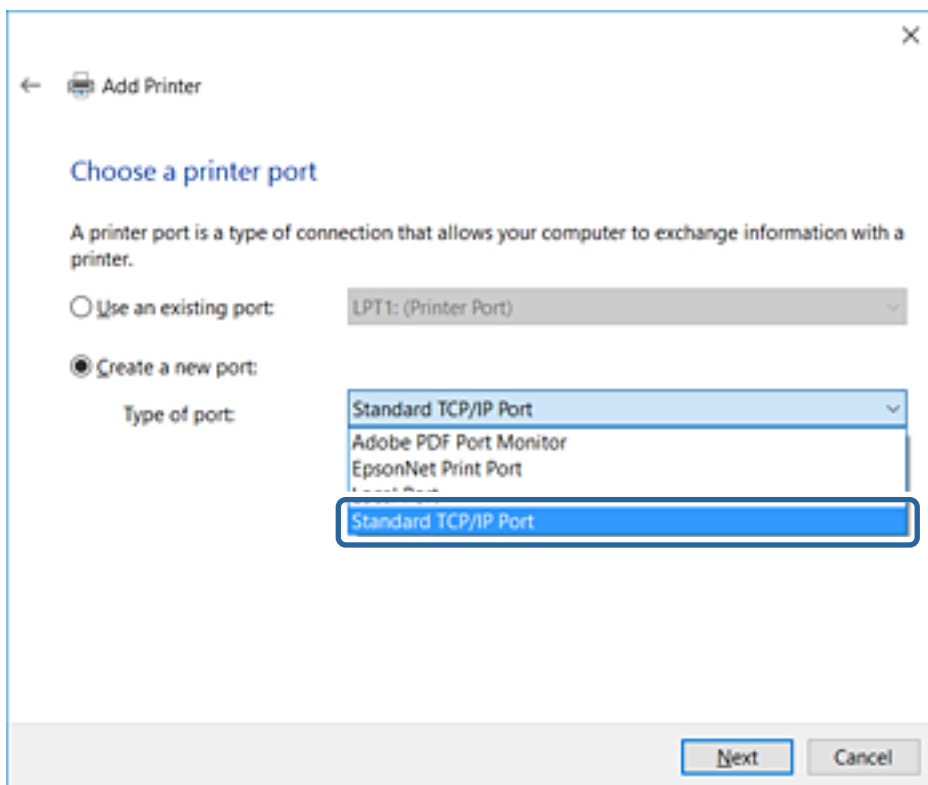 Add Printer
Choose a printer port
A printer port is a type of connection that allows your computer to exchange information with a
printer.
Use an existing port:
LPT1: (Printer Port)
Create a new port:
Type of port:
Standard TCP/IP Port
Adobe PDF Port Monitor
EpsonNet Print Port
Local Port
Standard TCP/IP Port
Next
Cancel